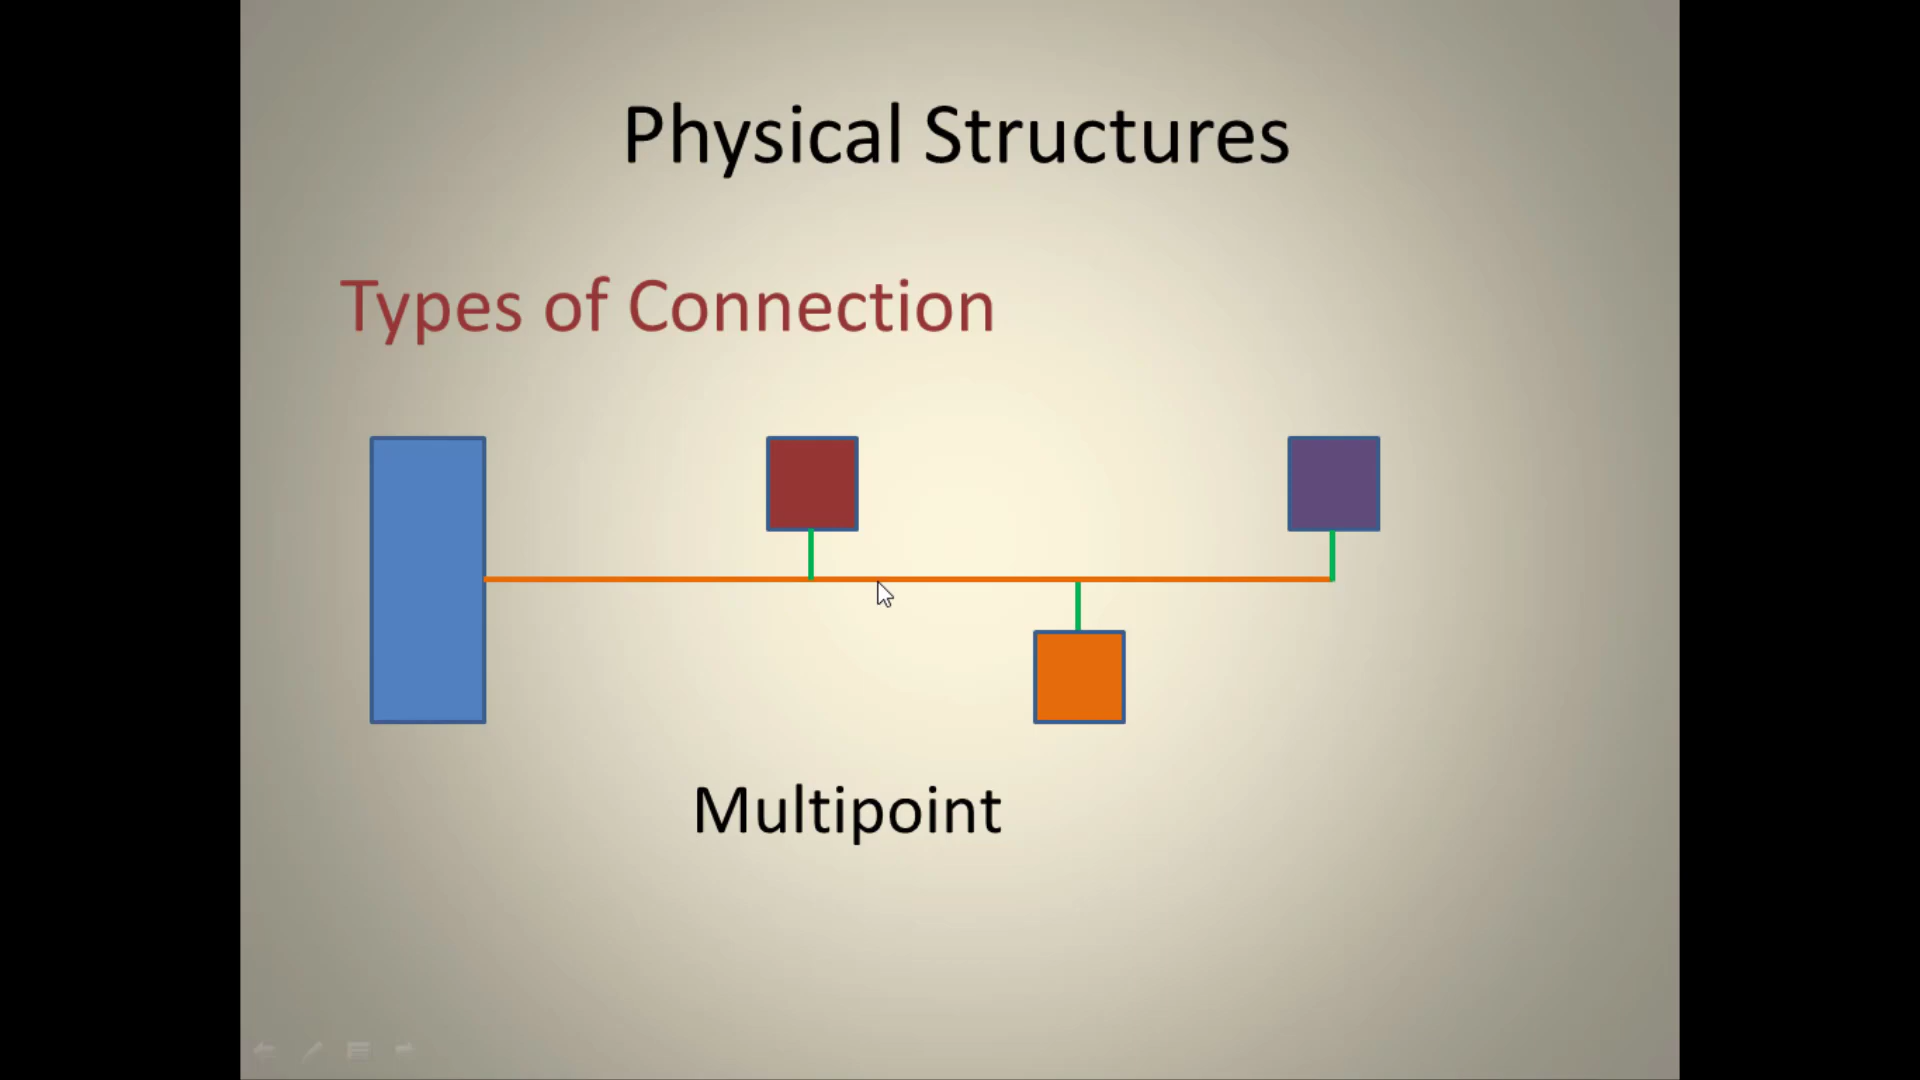 Physical Structures
Types of Connection
Multipoint